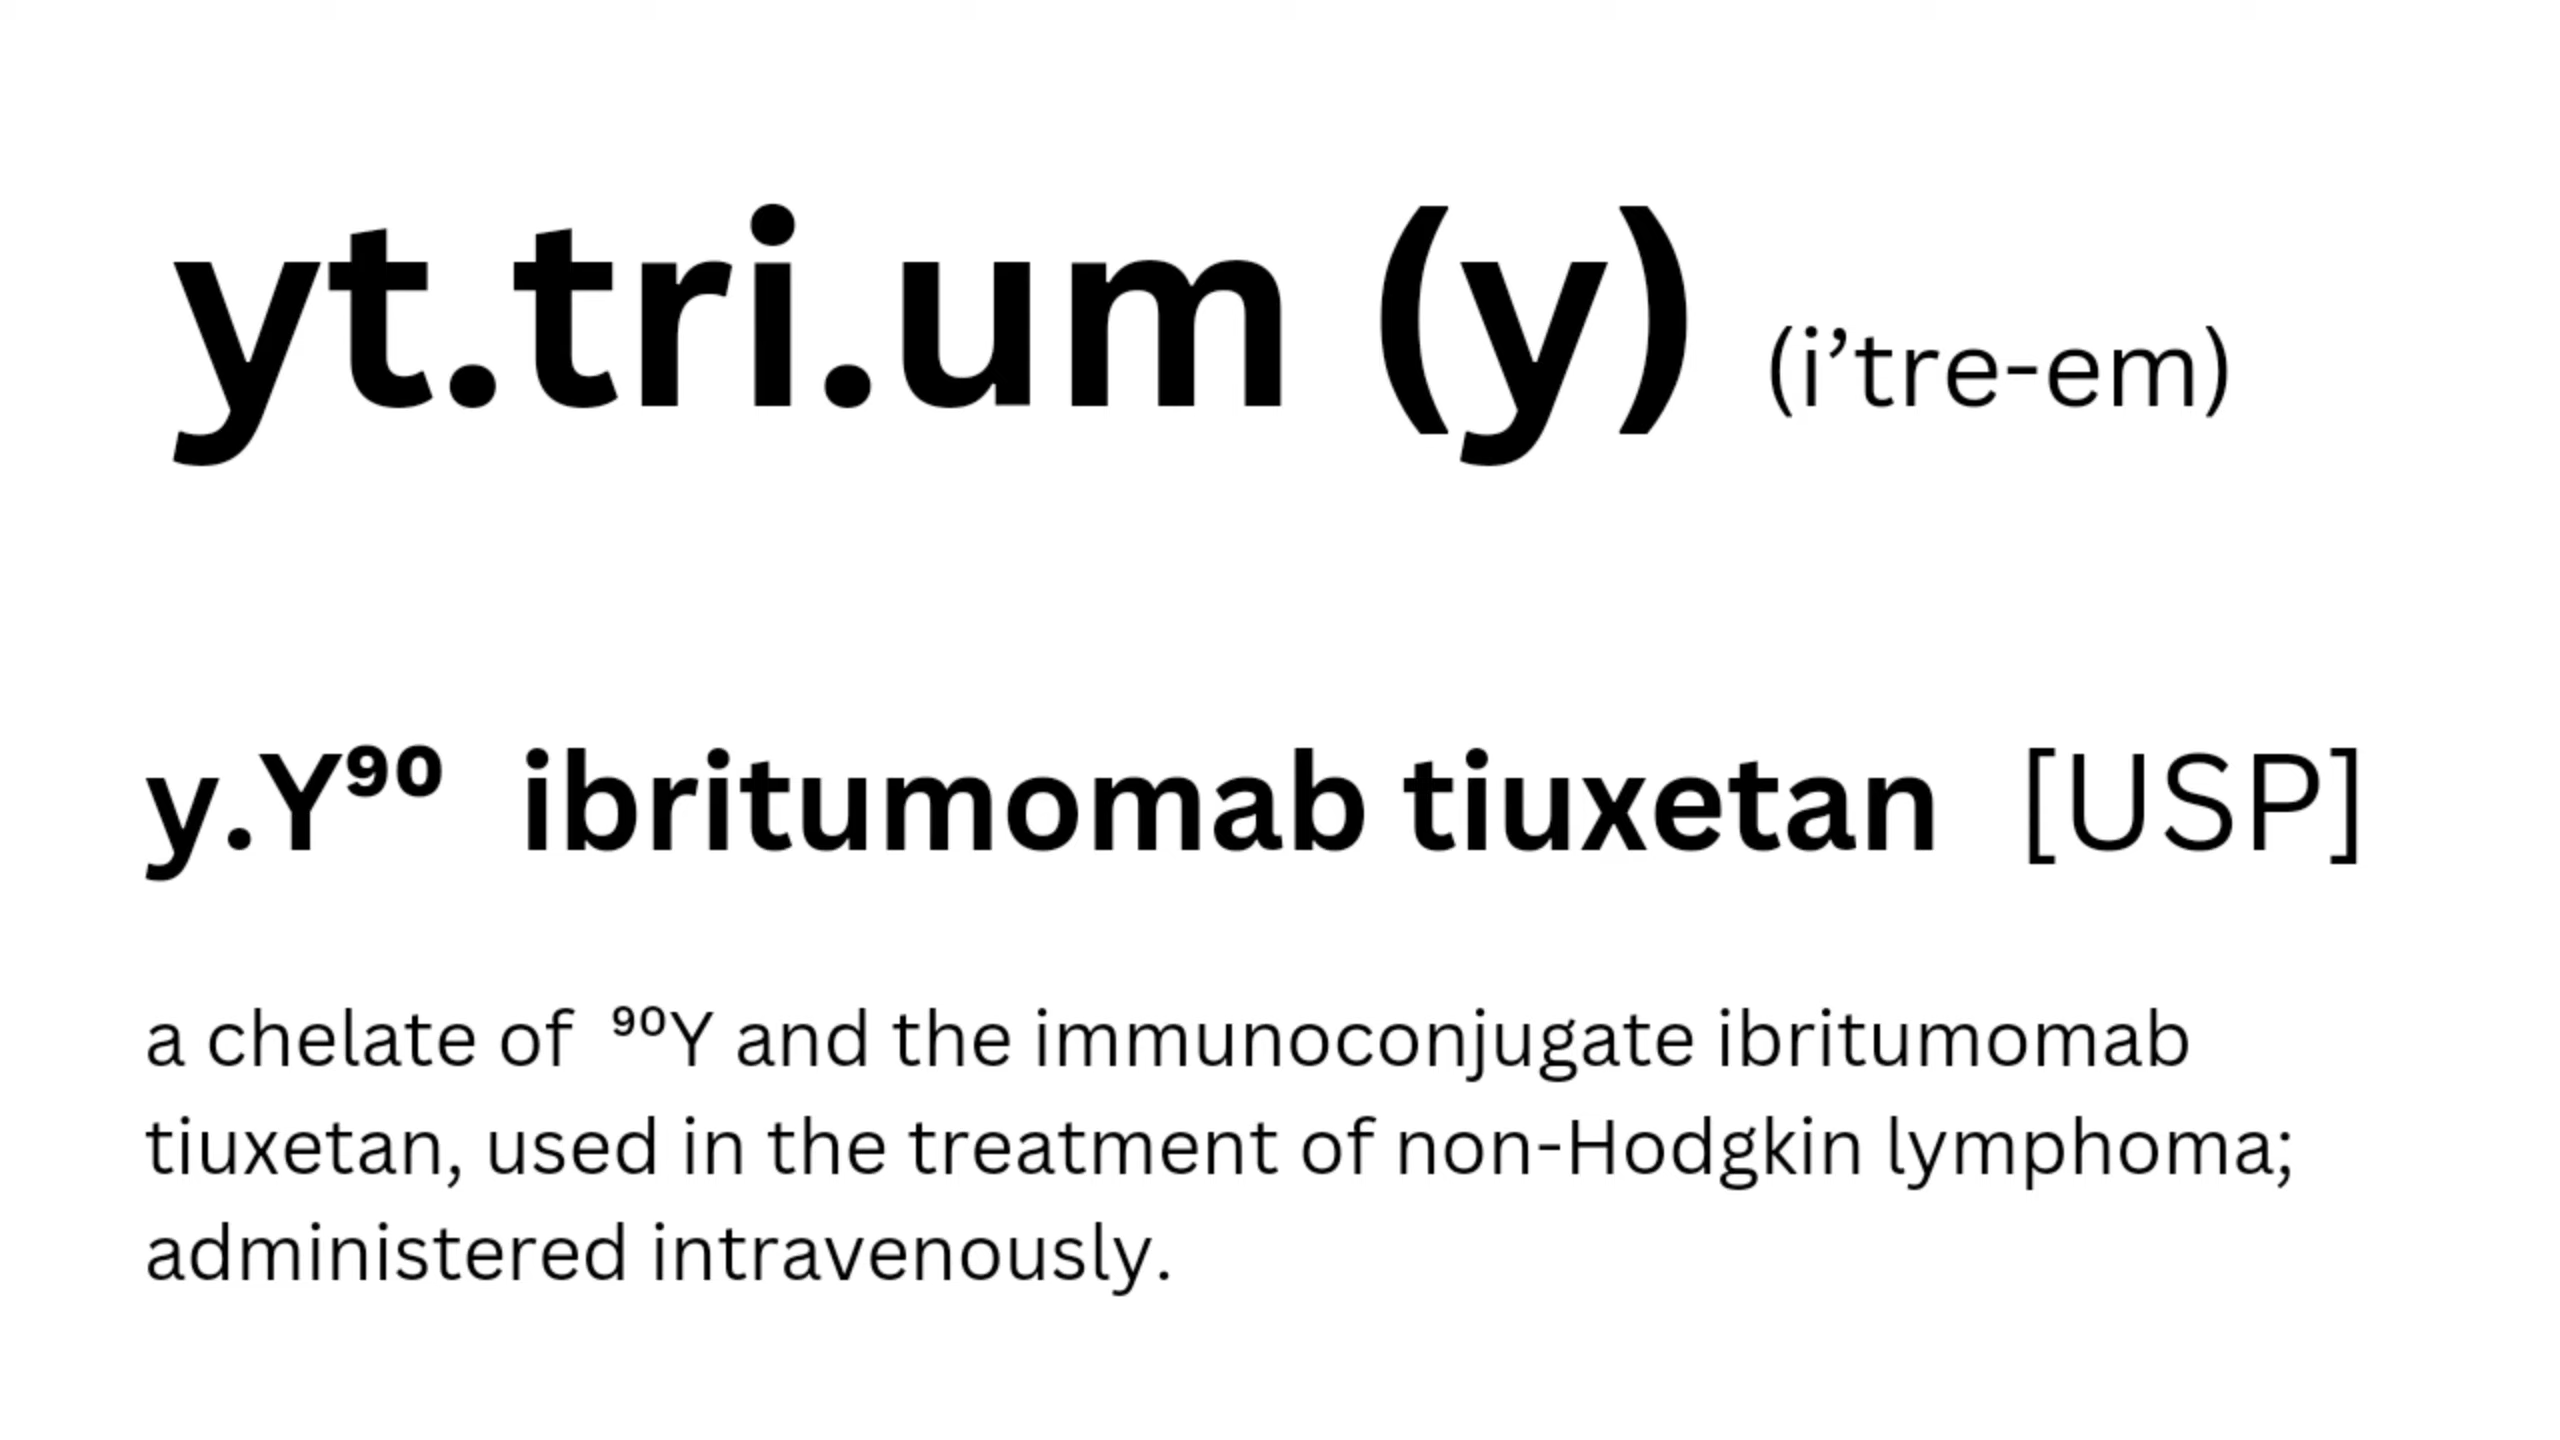 yt.tri.um (y) (i’tre-em)
y.Y⁹⁰ ibritumomab tiuxetan [USP]
a chelate of ⁹⁰Y and the immunoconjugate ibritumomab
tiuxetan, used in the treatment of non-Hodgkin lymphoma;
administered intravenously.